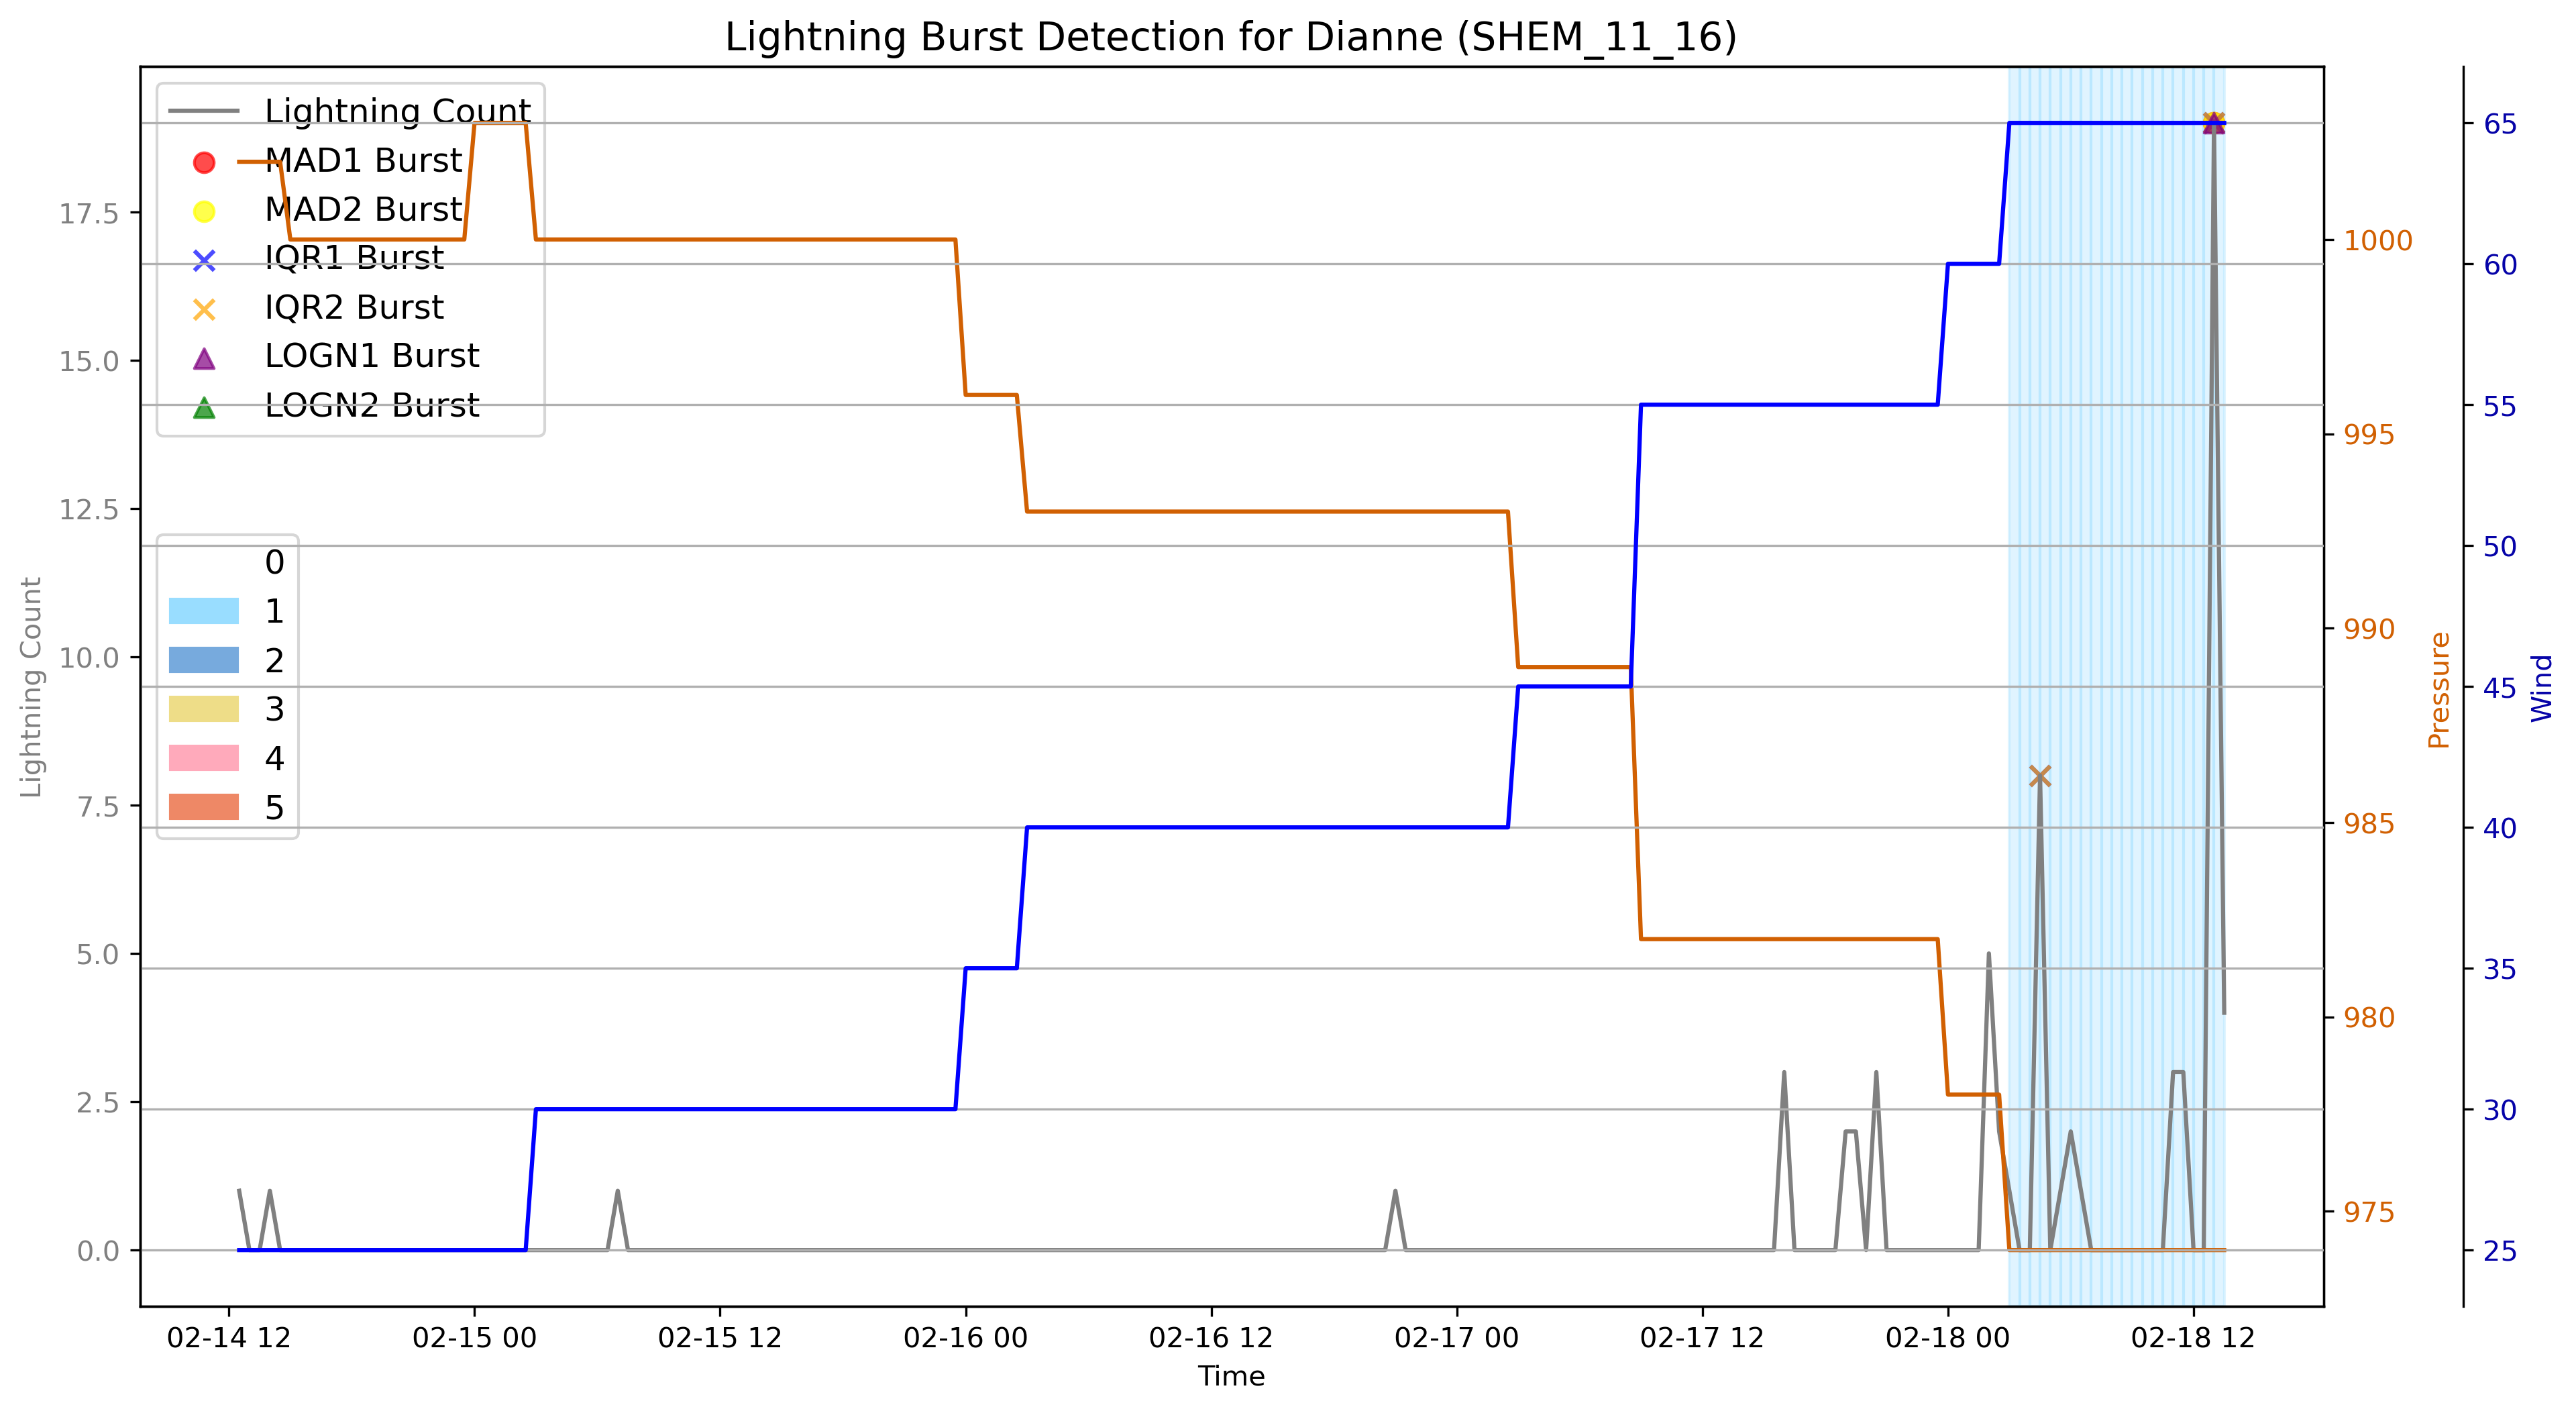 Lightning Burst Detection for Dianne (SHEM_11_16)
Lightning Count
MAD1 Burst
MAD2 Burst
IQR1 Burst
IQR2 Burst
LOGN1 Burst
LOGN2 Burst
0
1
2
3
4
5
Lightning Count
17.5
15.0
12.5
10.0
7.5
5.0
2.5
0.0
1000
995
990
985
980
975
Pressure
65
60
55
50
45
40
35
30
25
Wind
02-14 12 02-15 00 02-15 12 02-16 00 02-16 12 02-17 00 02-17 12 02-18 00 02-18 12
Time